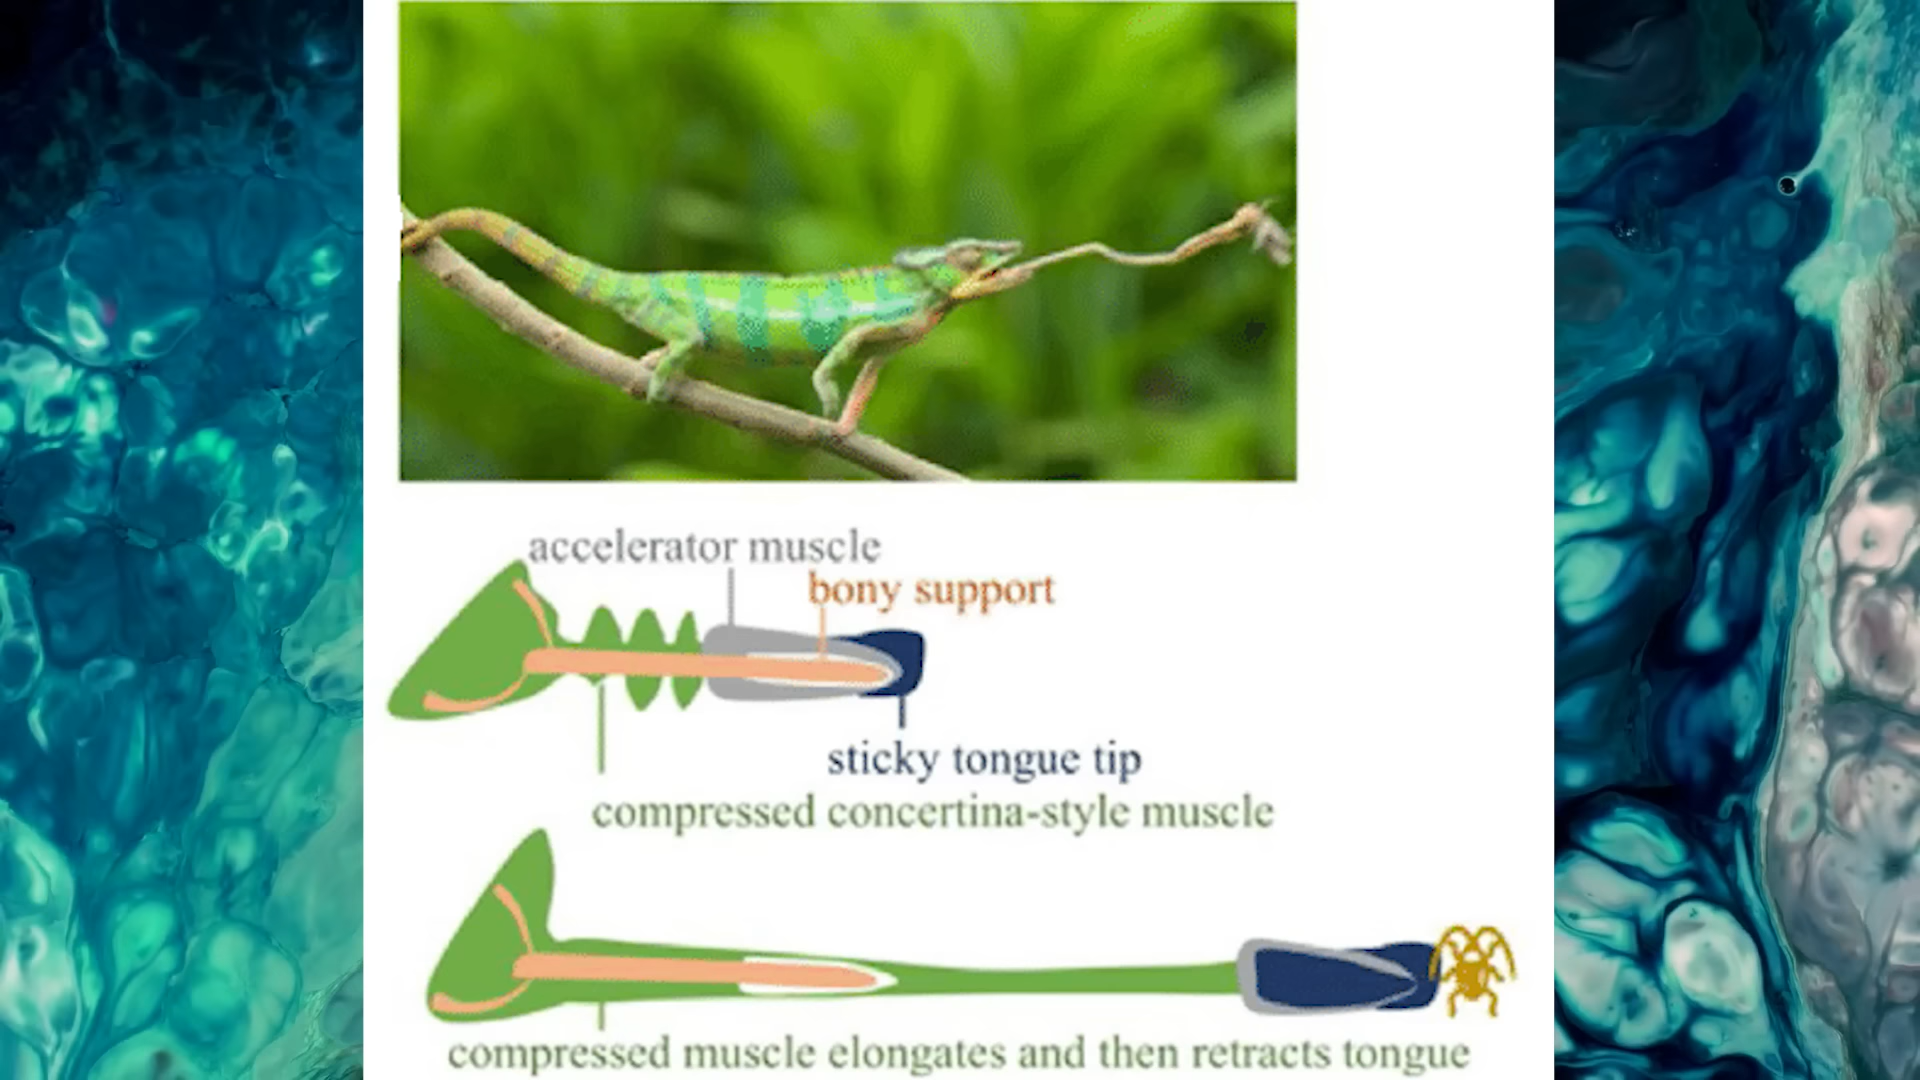 accelerator muscle
bony support
sticky tongue tip
compressed concertina-style muscle
compressed muscle elongates and then retracts tongue